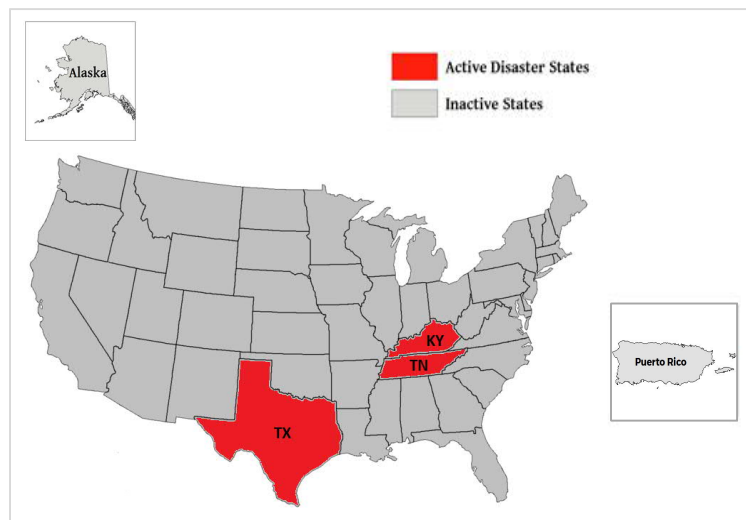 Alaska
Active Disaster States
Inactive States
KY
TN
TX
Puerto Rico